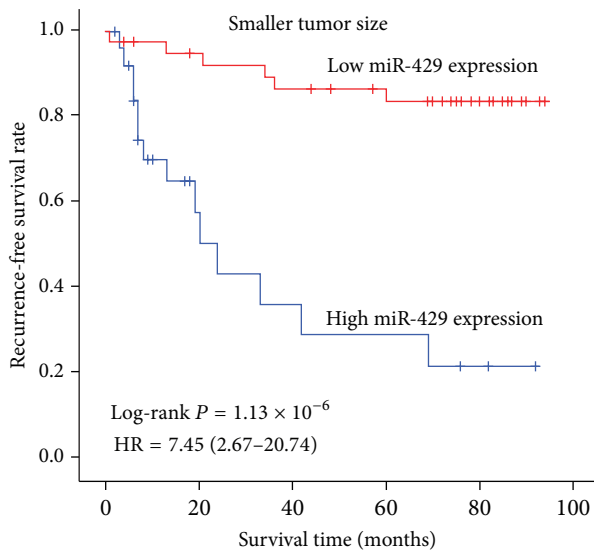 Smaller tumor size
Low miR-429 expression
High miR-429 expression
Log-rank P = 1.13 × 10⁻⁶
HR = 7.45 (2.67–20.74)
Recurrence-free survival rate
1.0
0.8
0.6
0.4
0.2
0.0
0 20 40 60 80 100
Survival time (months)